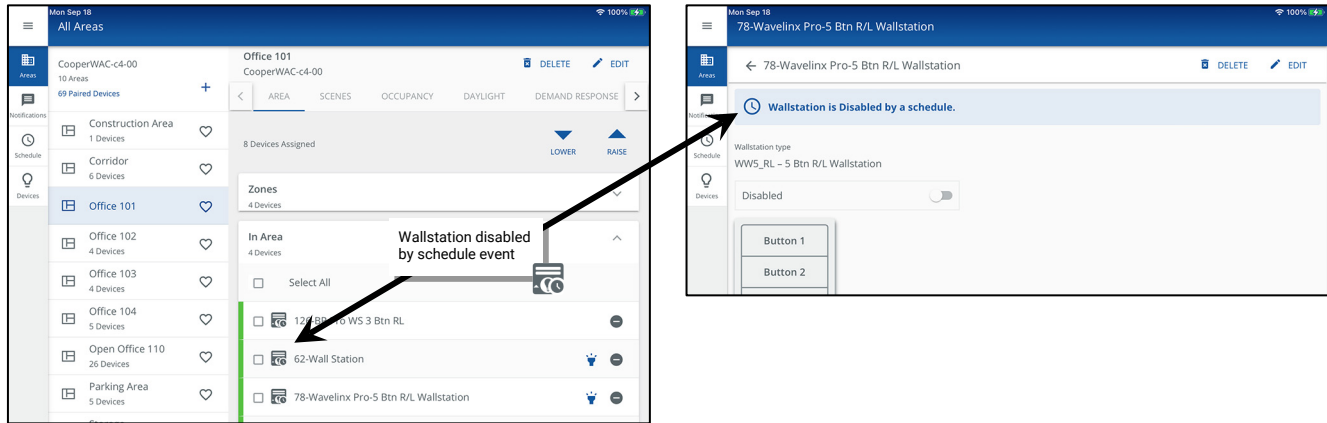 Mon Sep 18
100%
All Areas
Areas
Notifications
Schedule
Devices
CooperWAC-c4-00
10 Areas
69 Paired Devices
+
Construction Area
1 Devices
Corridor
6 Devices
Office 101
Office 102
4 Devices
Office 103
4 Devices
Office 104
5 Devices
Open Office 110
26 Devices
Parking Area
5 Devices
Office 101
CooperWAC-c4-00
DELETE
EDIT
AREA SCENES OCCUPANCY DAYLIGHT DEMAND RESPONSE
8 Devices Assigned
LOWER
RAISE
Zones
4 Devices
In Area
4 Devices
Select All
Wallstation disabled
by schedule event
WS 3 Btn RL
62-Wall Station
78-Wavelinx Pro-5 Btn R/L Wallstation
Mon Sep 18
100%
78-Wavelinx Pro-5 Btn R/L Wallstation
Areas
Schedule
Devices
78-Wavelinx Pro-5 Btn R/L Wallstation
DELETE
EDIT
Wallstation is Disabled by a schedule.
Wallstation type
WW5_RL – 5 Btn R/L Wallstation
Disabled
Button 1
Button 2